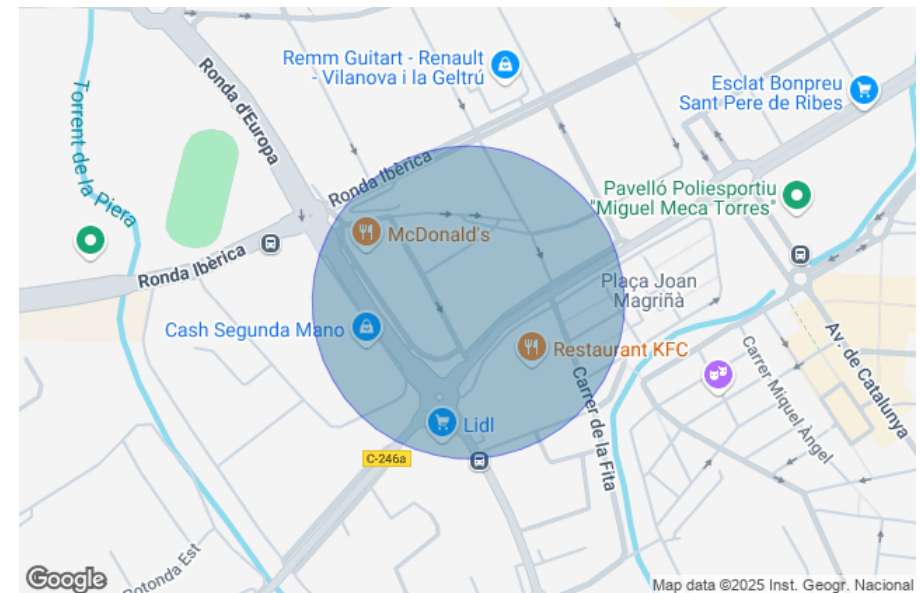 Remm Guitart - Renault
- Vilanova i la Geltrú
Esclat Bonpreu
Sant Pere de Ribes
Ronda d'Europa
Torrent de la Piera
Ronda Ibèrica
Pavelló Poliesportiu
"Miguel Meca Torres"
McDonald's
Ronda Ibèrica
Plaça Joan
Magriñà
Cash Segunda Mano
Restaurant KFC
Av. de Catalunya
Carrer Miquel Àngel
Carrer de la Fita
Lidl
C-246a
Rotonda Est
Google
Map data ©2025 Inst. Geogr. Nacional